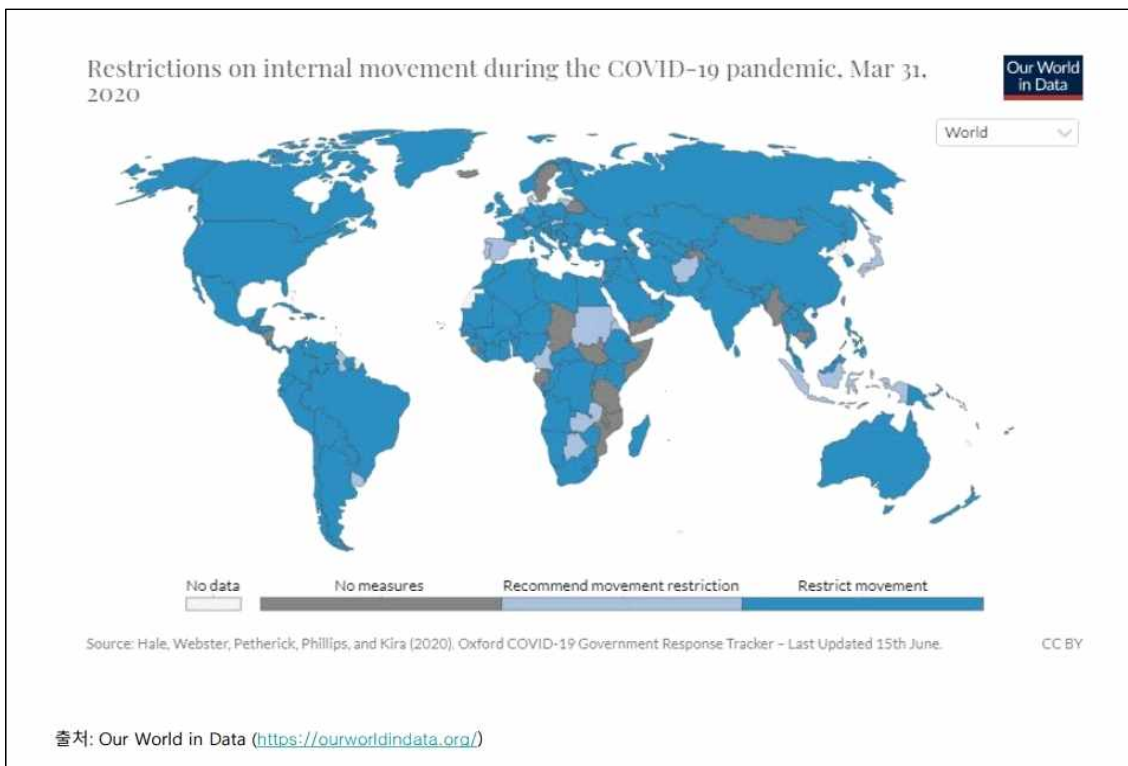 Restrictions on internal movement during the COVID-19 pandemic, Mar 31,
2020
Our World
in Data
World
No data
No measures
Recommend movement restriction
Restrict movement
Source: Hale, Webster, Petherick, Phillips, and Kira (2020). Oxford COVID-19 Government Response Tracker – Last Updated 15th June.
CC BY
출처: Our World in Data (https://ourworldindata.org/)